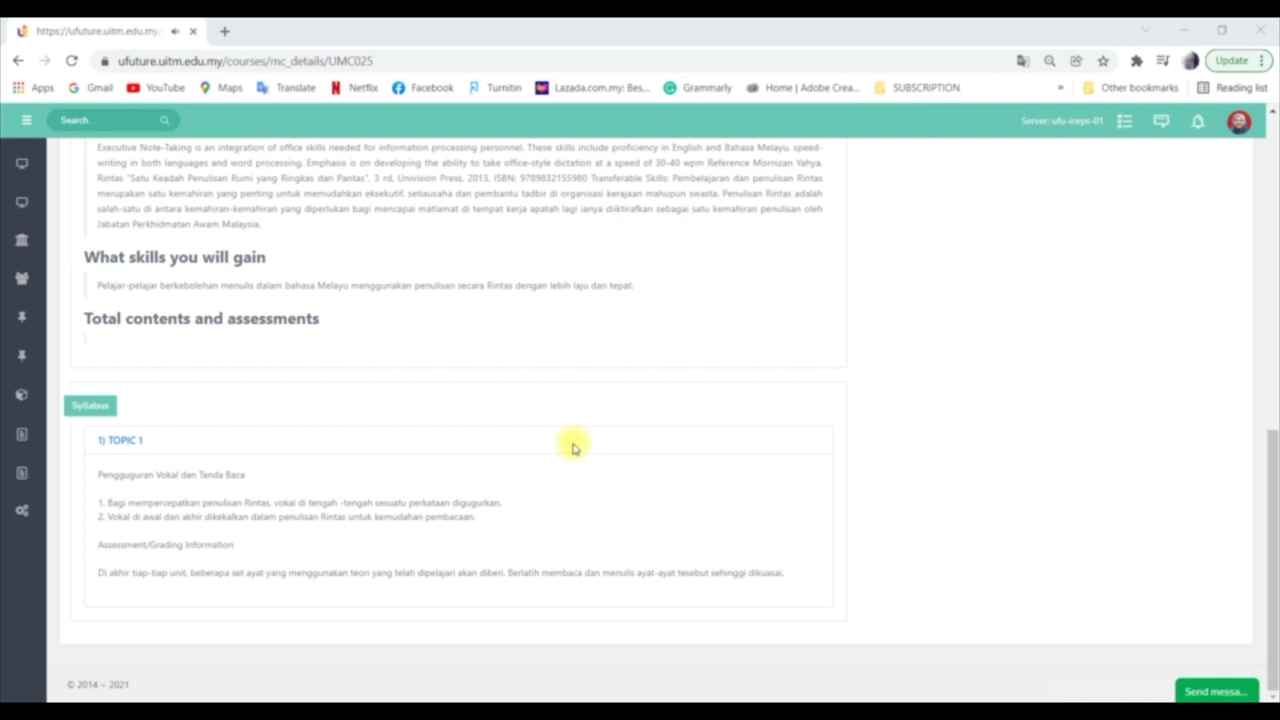 https://ufuture.uitm.edu.my
ufuture.uitm.edu.my/courses/mc_details/UMC025
Update
Apps Gmail YouTube Maps Translate Netflix Facebook Turnitin Lazada.com.my: Bes... Grammarly Home | Adobe Crea... SUBSCRIPTION » Other bookmarks Reading list
Search...
Server: ufu-iceps-01
Executive Note-Taking is an integration of office skills needed for information processing personnel. These skills include proficiency in English and Bahasa Melayu, speed-
writing in both languages and word processing. Emphasis is on developing the ability to take office-style dictation at a speed of 30-40 wpm Reference Mornizan Yahya,
Rintas "Satu Keadah Penulisan Rumi yang Ringkas dan Pantas", 3 rd, Univision Press, 2013, ISBN: 9789832155980 Transferable Skills: Pembelajaran dan penulisan Rintas
merupakan satu kemahiran yang penting untuk memudahkan eksekutif, setiausaha dan pembantu tadbir di organisasi kerajaan mahupun swasta. Penulisan Rintas adalah
salah-satu di antara kemahiran-kemahiran yang diperlukan bagi mencapai matlamat di tempat kerja apatah lagi ianya diiktirafkan sebagai satu kemahiran penulisan oleh
Jabatan Perkhidmatan Awam Malaysia.
What skills you will gain
Pelajar-pelajar berkebolehan menulis dalam bahasa Melayu menggunakan penulisan secara Rintas dengan lebih laju dan tepat.
Total contents and assessments
Syllabus
1) TOPIC 1
Pengguguran Vokal dan Tanda Baca
1. Bagi mempercepatkan penulisan Rintas, vokal di tengah -tengah sesuatu perkataan digugurkan.
2. Vokal di awal dan akhir dikekalkan dalam penulisan Rintas untuk kemudahan pembacaan.
Assessment/Grading Information
Di akhir tiap-tiap unit, beberapa set ayat yang menggunakan teori yang telah dipelajari akan diberi. Berlatih membaca dan menulis ayat-ayat tesebut sehinggi dikuasai.
© 2014 – 2021
Send messa...